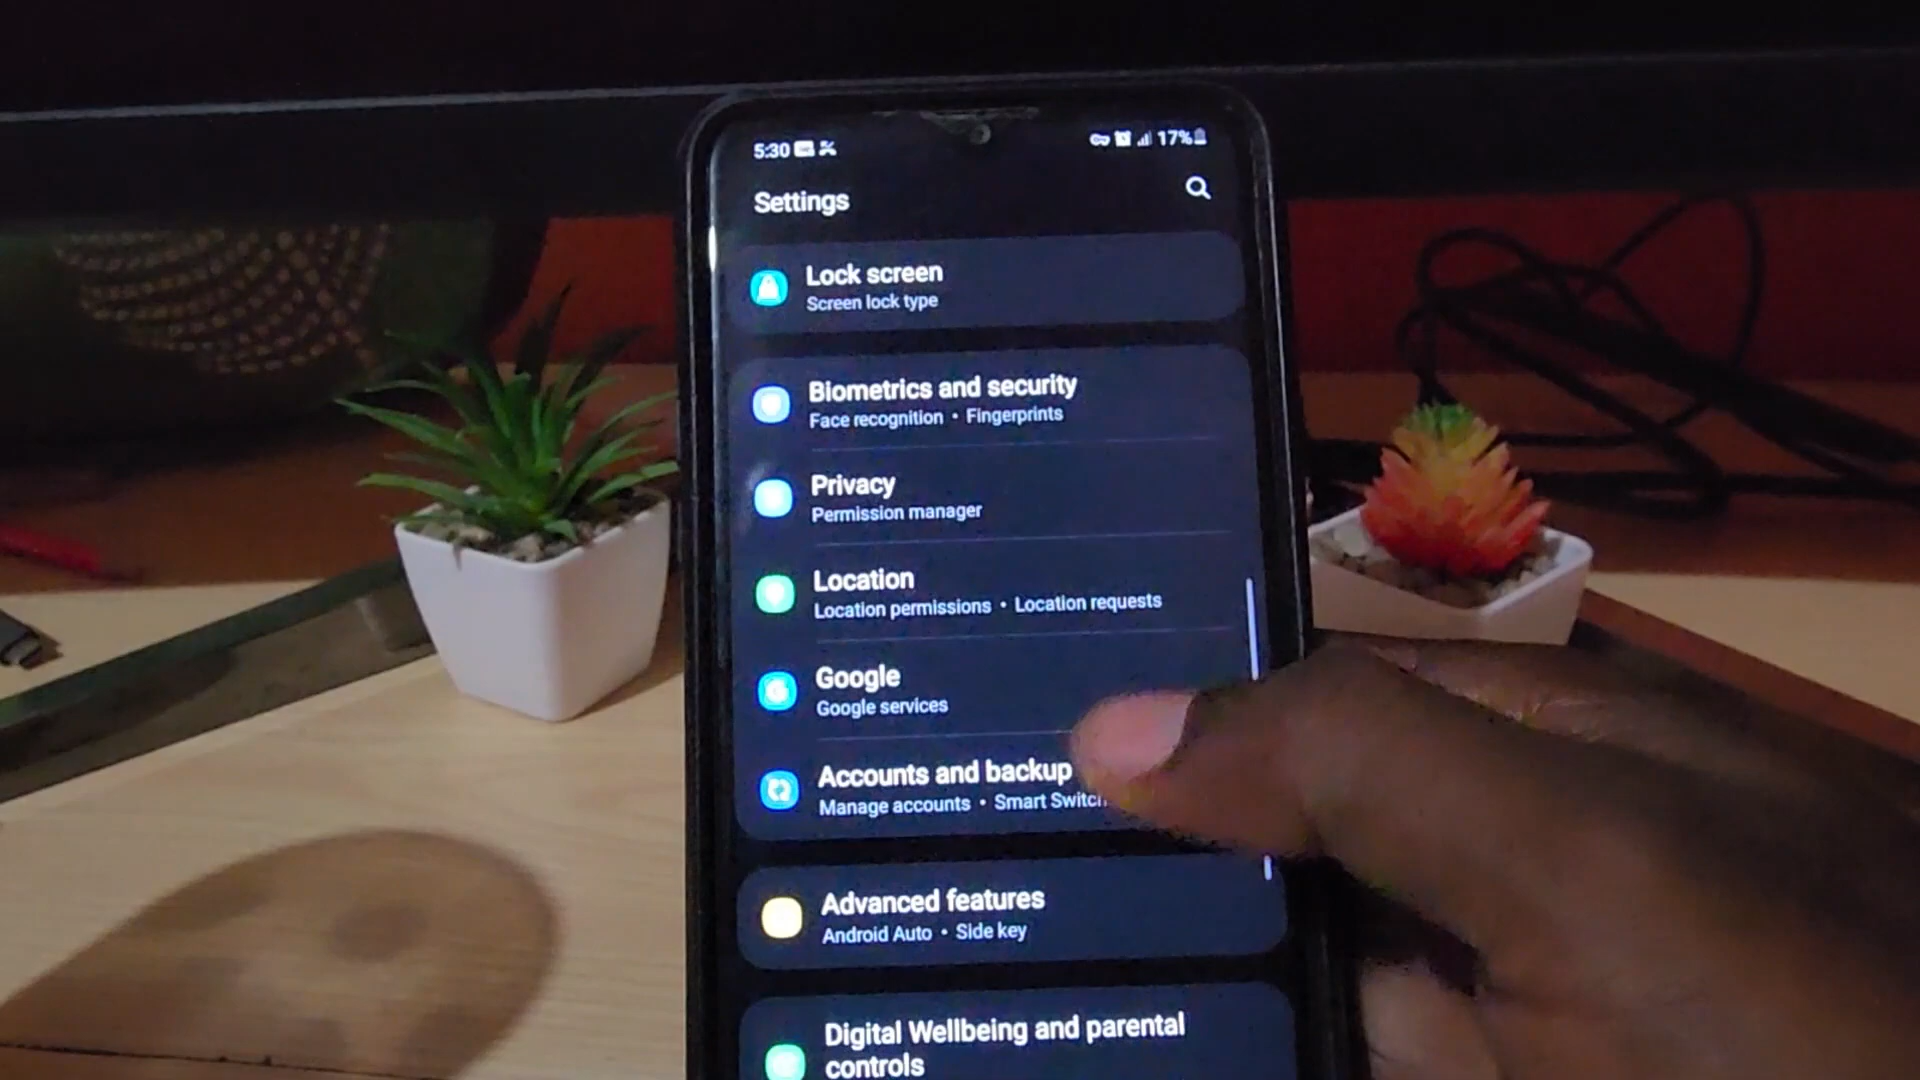 5:30
17%
Settings
Lock screen
Screen lock type
Biometrics and security
Face recognition • Fingerprints
Privacy
Permission manager
Location
Location permissions • Location requests
Google
Google services
Accounts and backup
Manage accounts • Smart Switch
Advanced features
Android Auto • Side key
Digital Wellbeing and parental
controls